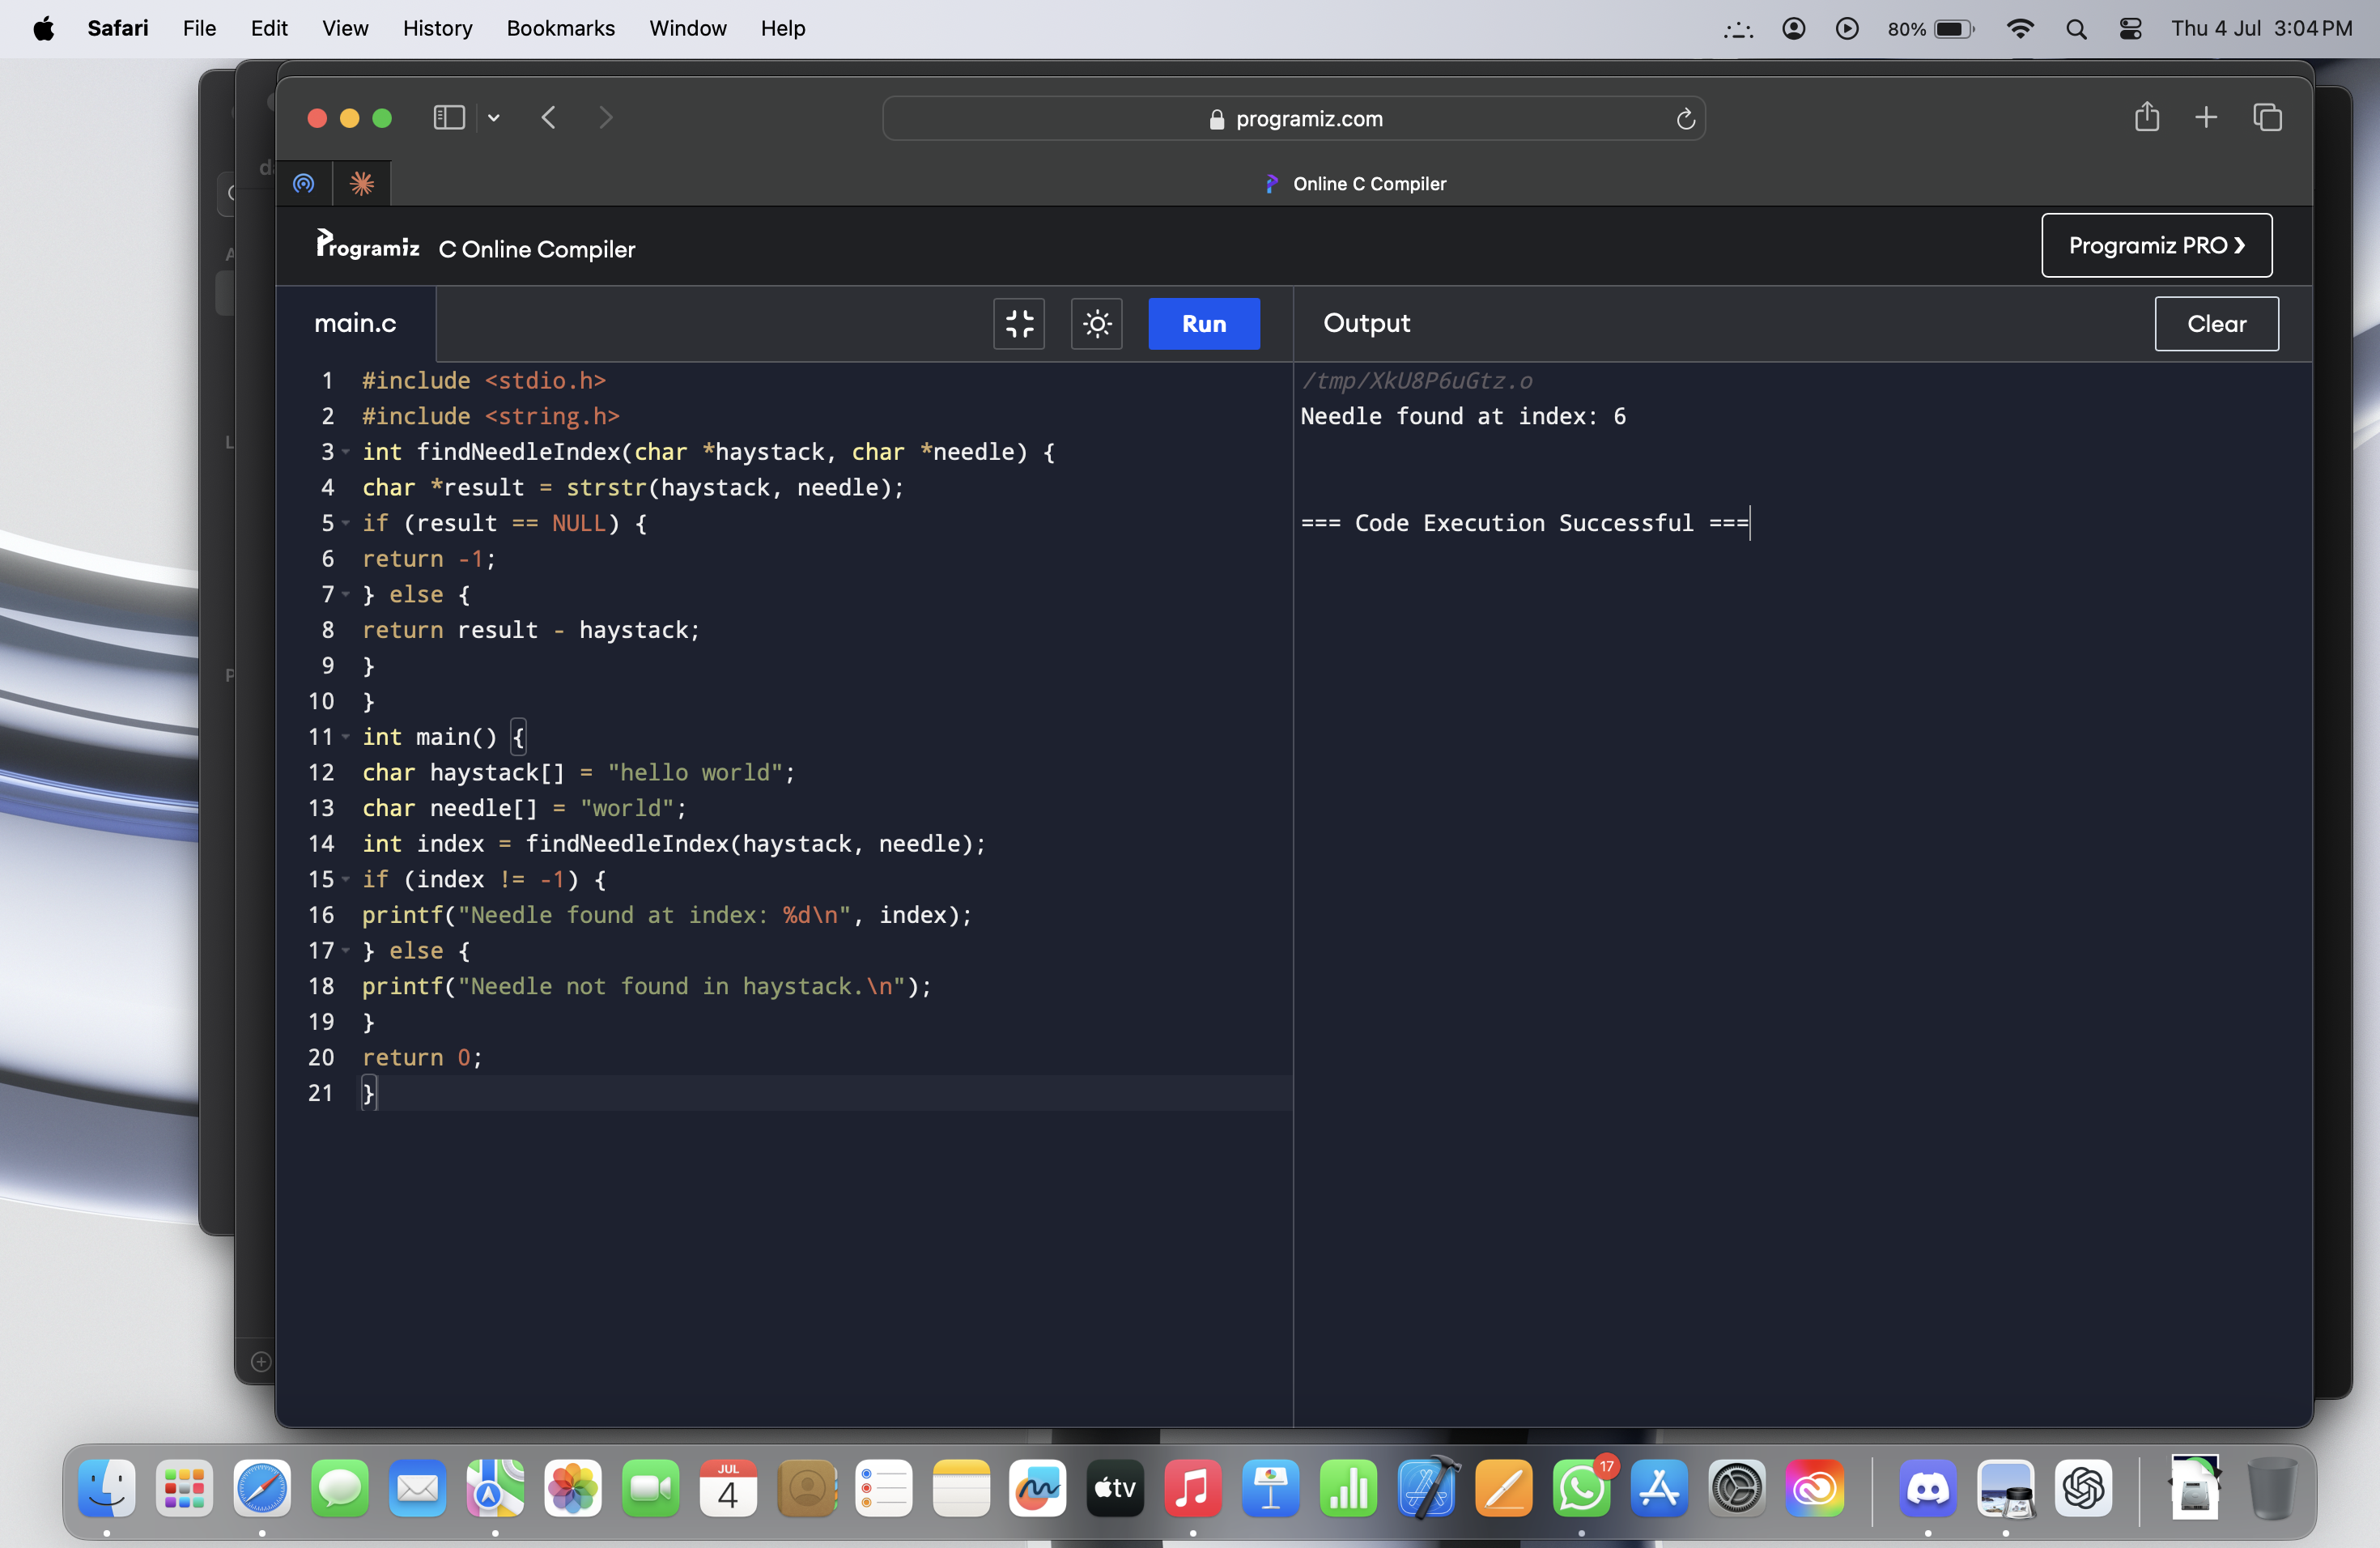 Safari File Edit View History Bookmarks Window Help 80% Thu 4 Jul 3:04 PM
programiz.com
Online C Compiler
Programiz C Online Compiler Programiz PRO ❯
main.c Run Output Clear
1 #include <stdio.h>
2 #include <string.h>
3 int findNeedleIndex(char *haystack, char *needle) {
4 char *result = strstr(haystack, needle);
5 if (result == NULL) {
6 return -1;
7 } else {
8 return result - haystack;
9 }
10 }
11 int main() {
12 char haystack[] = "hello world";
13 char needle[] = "world";
14 int index = findNeedleIndex(haystack, needle);
15 if (index != -1) {
16 printf("Needle found at index: %d\n", index);
17 } else {
18 printf("Needle not found in haystack.\n");
19 }
20 return 0;
21 }
/tmp/XkU8P6uGtz.o
Needle found at index: 6
=== Code Execution Successful ===
JUL
4
tv
17